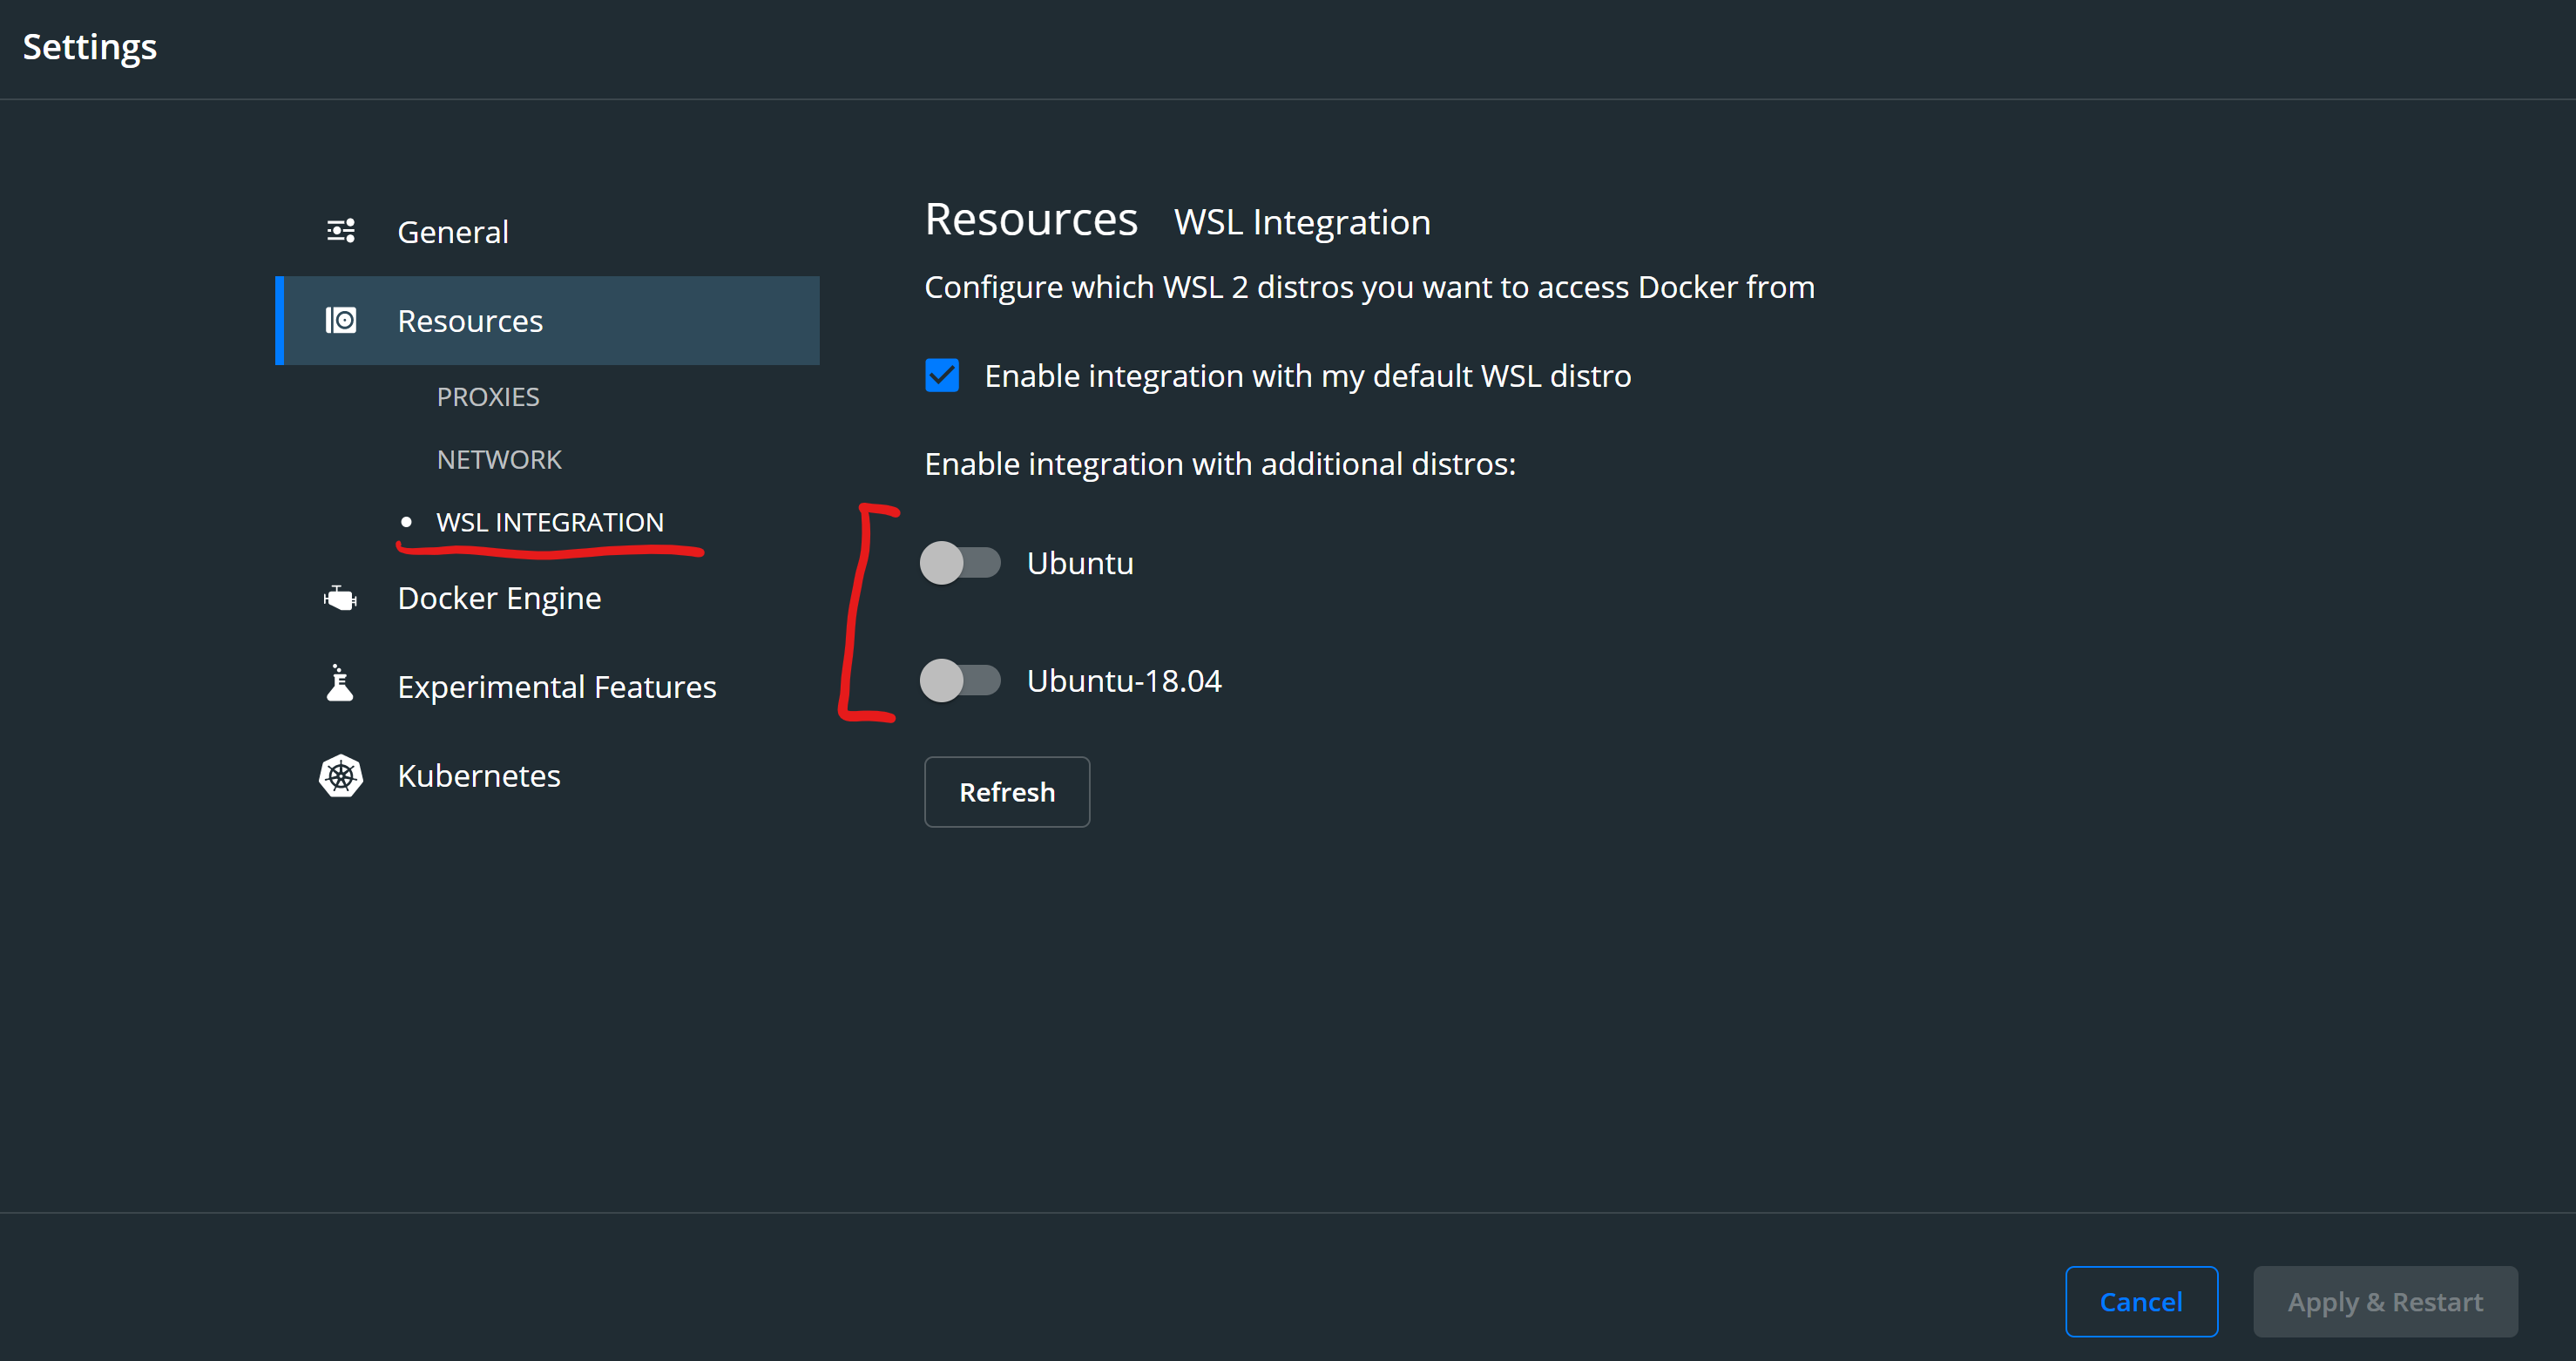 Settings
General
Resources
PROXIES
NETWORK
WSL INTEGRATION
Docker Engine
Experimental Features
Kubernetes
Resources WSL Integration
Configure which WSL 2 distros you want to access Docker from
Enable integration with my default WSL distro
Enable integration with additional distros:
Ubuntu
Ubuntu-18.04
Refresh
Cancel
Apply & Restart